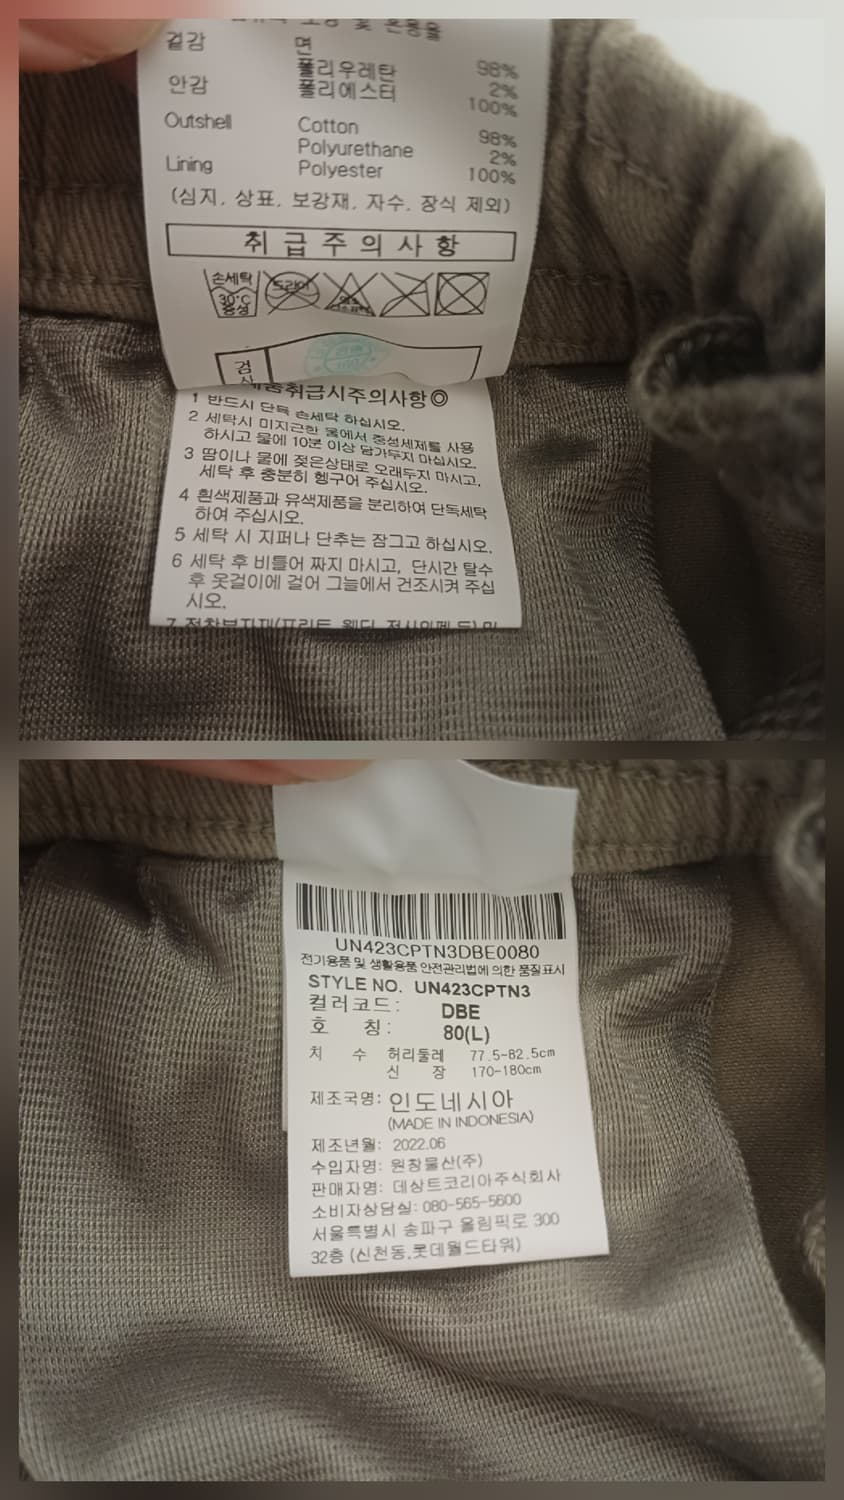 겉감 면 98%
폴리우레탄 2%
안감 폴리에스터 100%
Outshell Cotton 98%
Polyurethane 2%
Lining Polyester 100%
(심지, 상표, 보강재, 자수, 장식 제외)
취급주의사항
손세탁 드라이
30°C
중성
검
취급시주의사항◎
1 반드시 단독 손세탁 하십시오.
2 세탁시 미지근한 물에서 중성세제를 사용
하시고 물에 10분 이상 담가두지 마십시오.
3 땀이나 물에 젖은상태로 오래두지 마시고,
세탁 후 충분히 헹구어 주십시오.
4 흰색제품과 유색제품을 분리하여 단독세탁
하여 주십시오.
5 세탁 시 지퍼나 단추는 잠그고 하십시오.
6 세탁 후 비틀어 짜지 마시고, 단시간 탈수
후 옷걸이에 걸어 그늘에서 건조시켜 주십
시오.
UN423CPTN3DBE0080
전기용품 및 생활용품 안전관리법에 의한 품질표시
STYLE NO. UN423CPTN3
컬러코드: DBE
호 칭: 80(L)
치 수 허리둘레 77.5-82.5cm
신 장 170-180cm
제조국명: 인도네시아
(MADE IN INDONESIA)
제조년월: 2022.06
수입자명: 원창물산(주)
판매자명: 데상트코리아주식회사
소비자상담실: 080-565-5600
서울특별시 송파구 올림픽로 300
32층 (신천동,롯데월드타워)